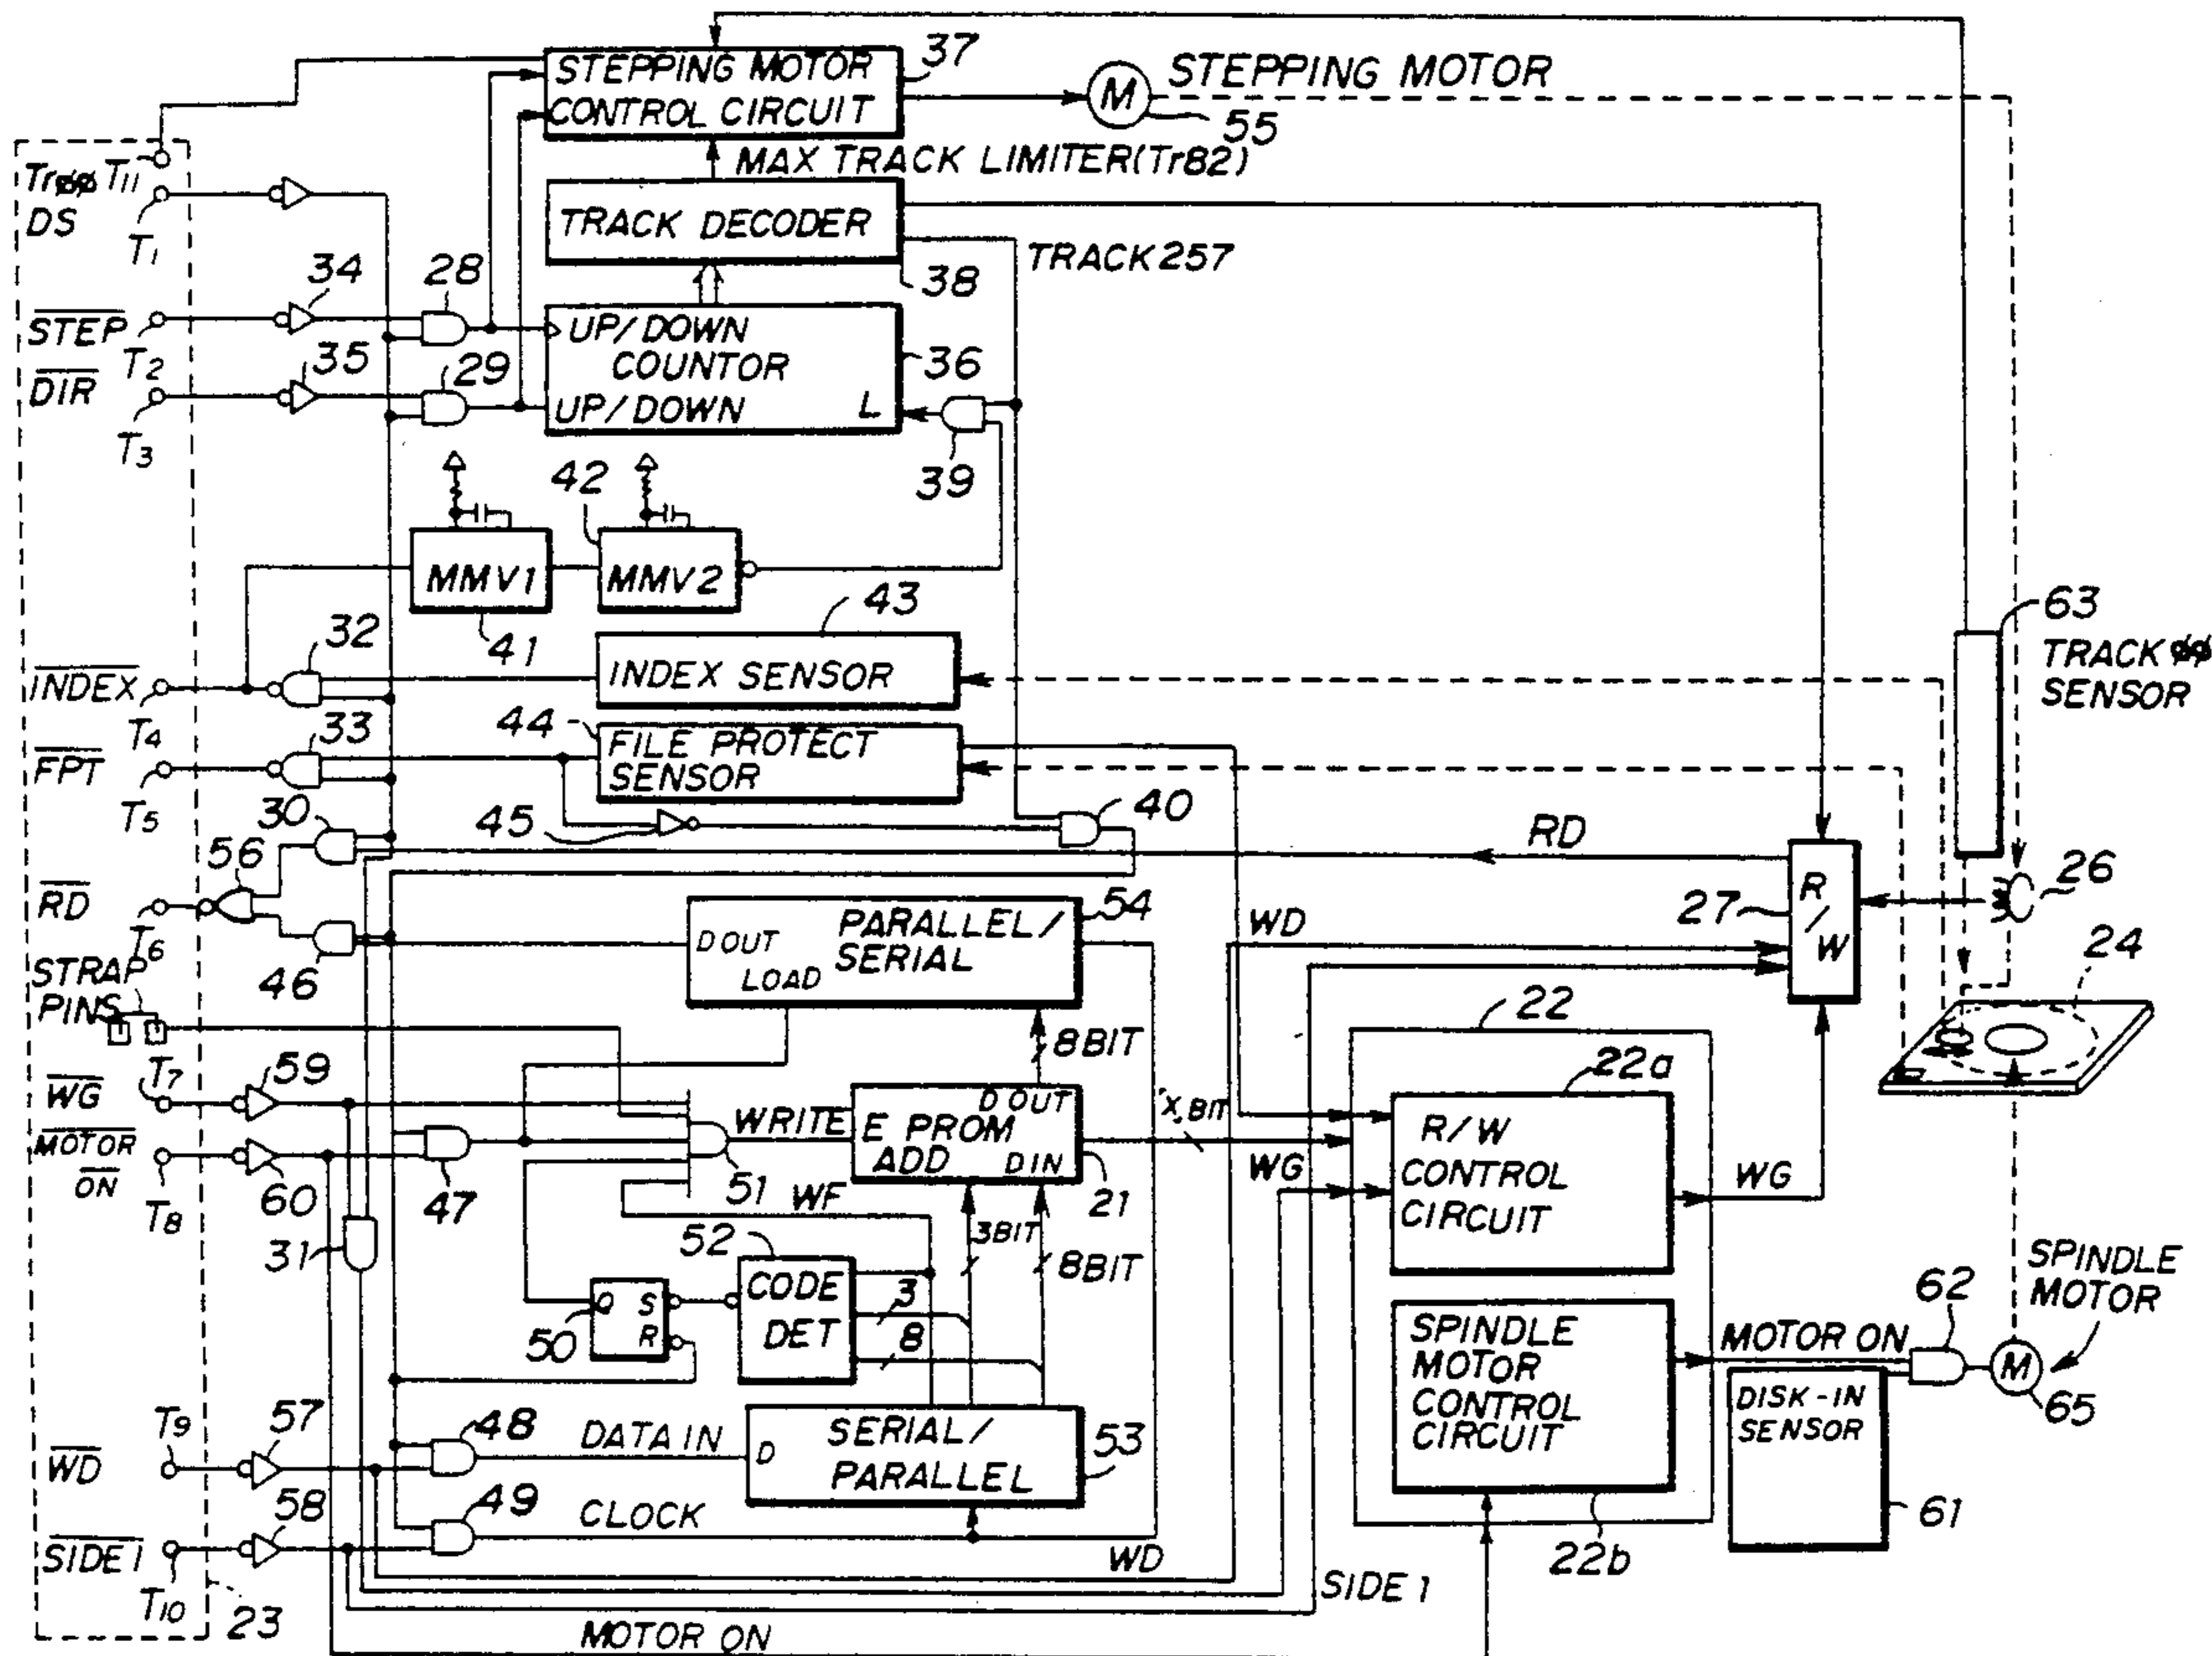 STEPPING MOTOR
CONTROL CIRCUIT
37
M
STEPPING MOTOR
55
MAX TRACK LIMITER(Tr82)
Trøø T11
DS
T1
TRACK DECODER
38
TRACK 257
STEP
T2
34
28
UP/DOWN
COUNTOR
36
DIR
T3
35
29
UP/DOWN
L
39
42
MMV1
MMV2
41
43
63
TRACK øø
SENSOR
INDEX
T4
32
INDEX SENSOR
44
FPT
T5
33
FILE PROTECT
SENSOR
45
40
30
56
RD
T6
RD
R/W
27
26
46
D OUT
LOAD
PARALLEL/
SERIAL
54
WD
24
STRAP
PINS
8BIT
22
22a
WG
T7
59
WRITE
D OUT
E PROM
ADD
DIN
21
X BIT
WG
R/W
CONTROL
CIRCUIT
WG
MOTOR
ON
T8
60
47
51
WF
31
52
3BIT
8BIT
CODE
DET
3
8
Q
S
R
50
SPINDLE
MOTOR
62
MOTOR ON
M
65
SPINDLE
MOTOR
CONTROL
CIRCUIT
DISK-IN
SENSOR
61
22b
WD
T9
57
48
DATA IN
D
SERIAL/
PARALLEL
53
SIDE 1
T10
58
49
CLOCK
WD
SIDE 1
23
MOTOR ON